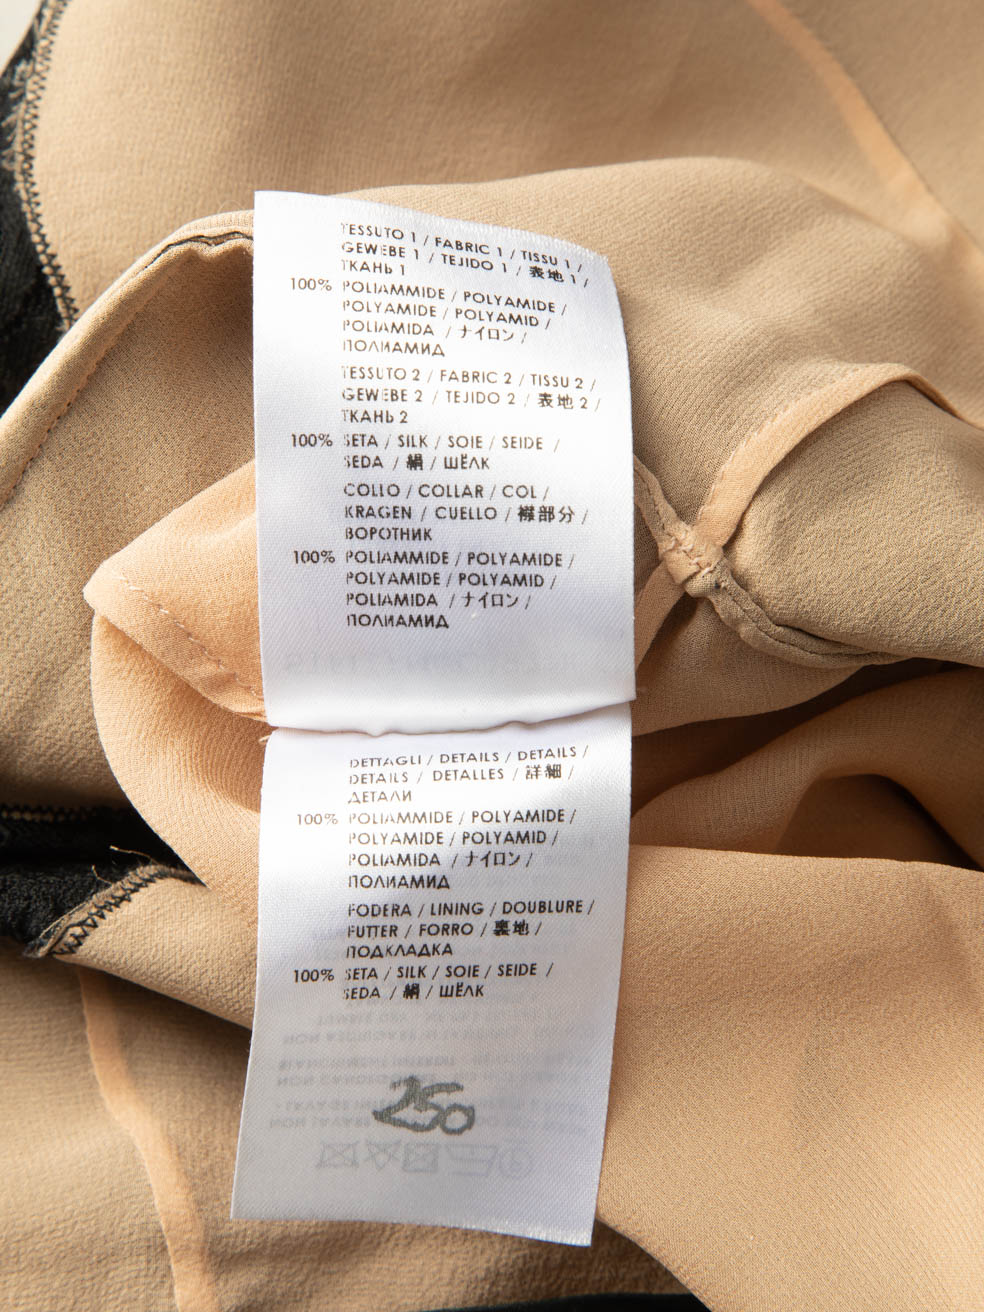 TESSUTO 1 / FABRIC 1 / TISSU 1 /
GEWEBE 1 / TEJIDO 1 / 表地 1 /
ТКАНЬ 1
100% POLIAMMIDE / POLYAMIDE /
POLYAMIDE / POLYAMID /
POLIAMIDA / ナイロン /
ПОЛИАМИД
TESSUTO 2 / FABRIC 2 / TISSU 2 /
GEWEBE 2 / TEJIDO 2 / 表地 2 /
ТКАНЬ 2
100% SETA / SILK / SOIE / SEIDE /
SEDA / 絹 / ШЁЛК
COLLO / COLLAR / COL /
KRAGEN / CUELLO / 襟部分 /
ВОРОТНИК
100% POLIAMMIDE / POLYAMIDE /
POLYAMIDE / POLYAMID /
POLIAMIDA / ナイロン /
ПОЛИАМИД
DETTAGLI / DETAILS / DETAILS /
DETAILS / DETALLES / 詳細 /
ДЕТАЛИ
100% POLIAMMIDE / POLYAMIDE /
POLYAMIDE / POLYAMID /
POLIAMIDA / ナイロン /
ПОЛИАМИД
FODERA / LINING / DOUBLURE /
FUTTER / FORRO / 裏地 /
ПОДКЛАДКА
100% SETA / SILK / SOIE / SEIDE /
SEDA / 絹 / ШЁЛК
250